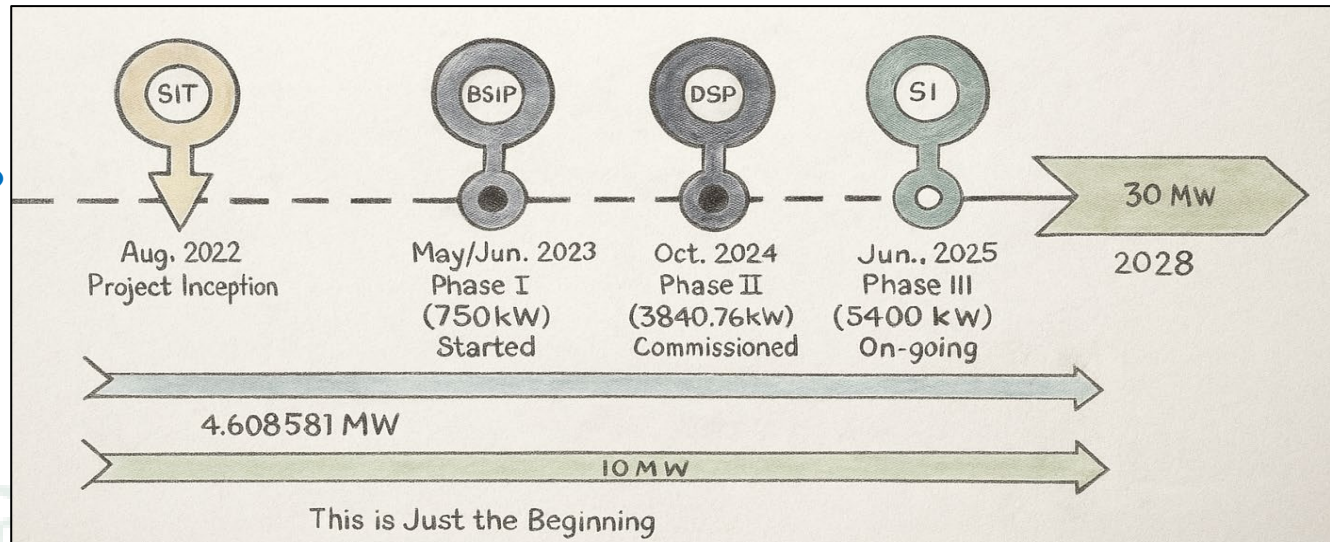 SIT
BSIP
DSP
SI
30 MW
Aug. 2022
Project Inception
May/Jun. 2023
Phase I
(750kW)
Started
Oct. 2024
Phase II
(3840.76kW)
Commissioned
Jun., 2025
Phase III
(5400 KW)
On-going
2028
4.608581 MW
10 MW
This is Just the Beginning